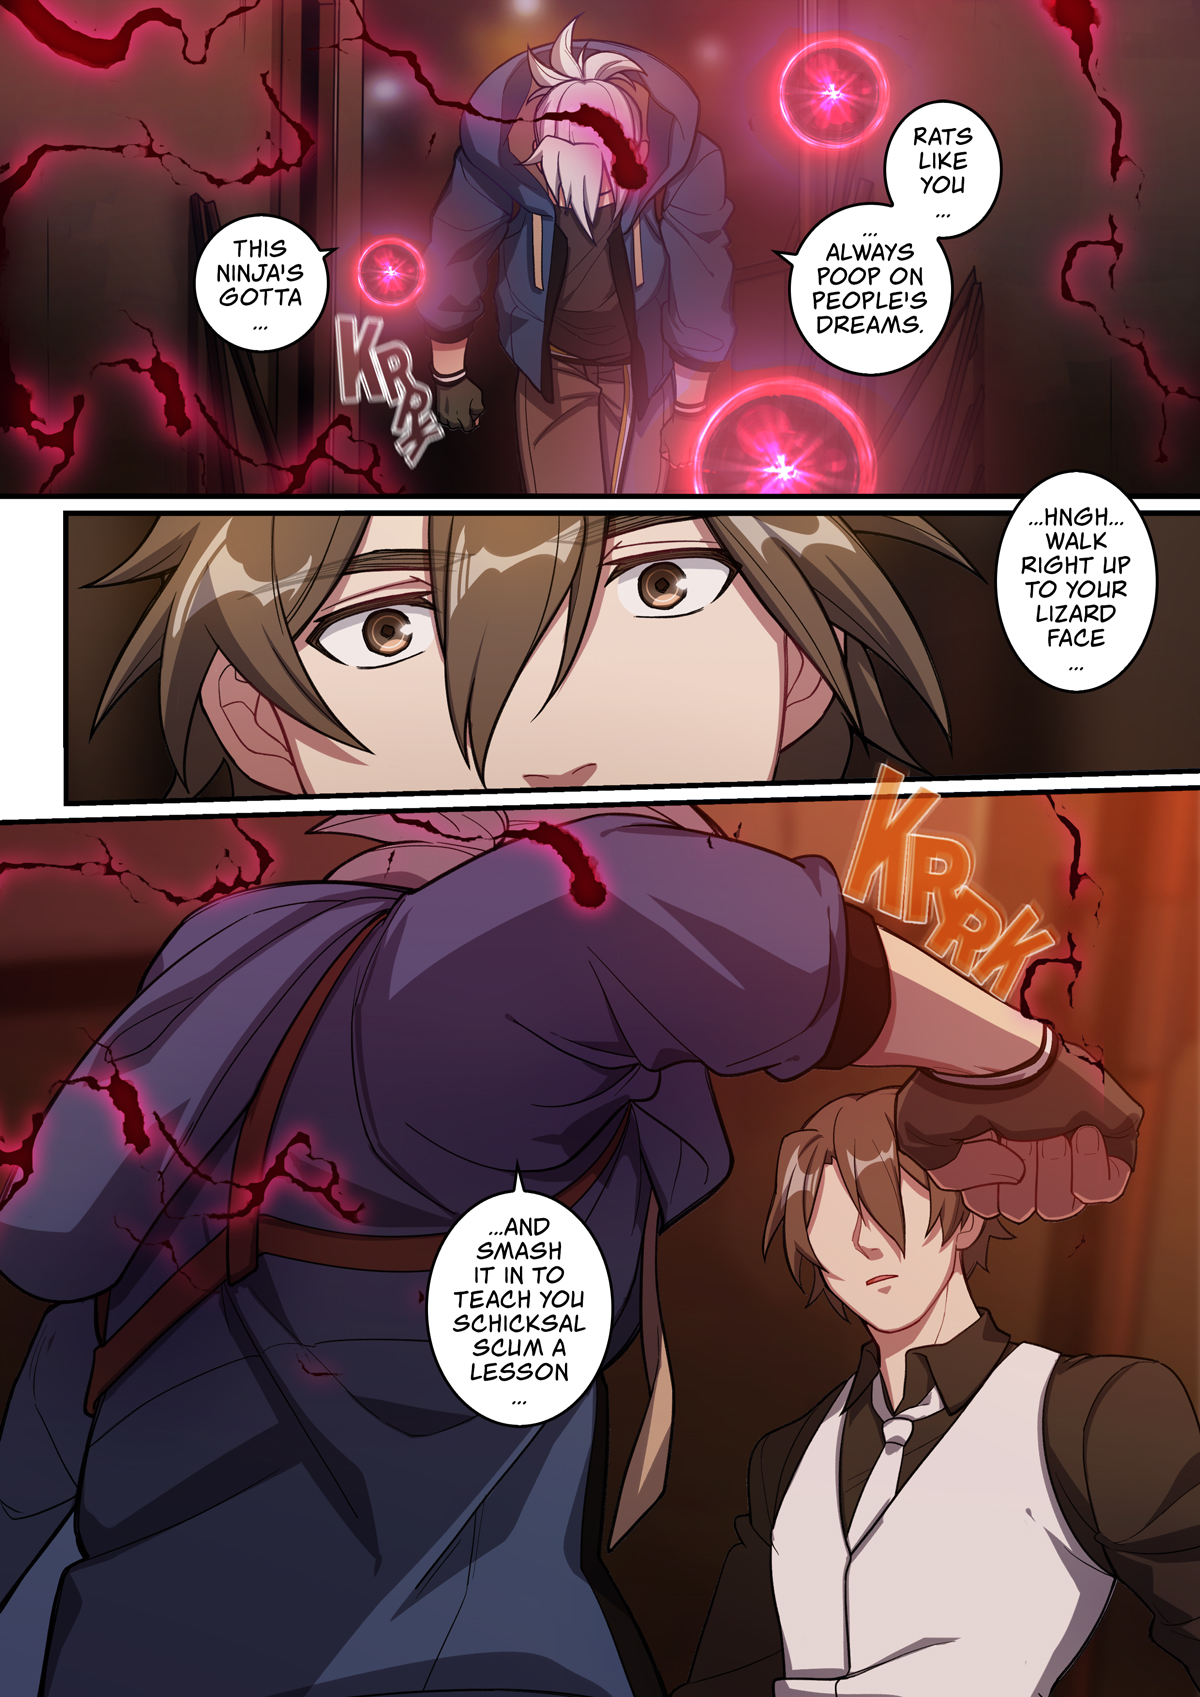 RATS
LIKE
YOU
...
...
ALWAYS
POOP ON
PEOPLE'S
DREAMS.
THIS
NINJA'S
GOTTA
...
KRRK
...HNGH...
WALK
RIGHT UP
TO YOUR
LIZARD
FACE
...
KRRK
...AND
SMASH
IT IN TO
TEACH YOU
SCHICKSAL
SCUM A
LESSON
...